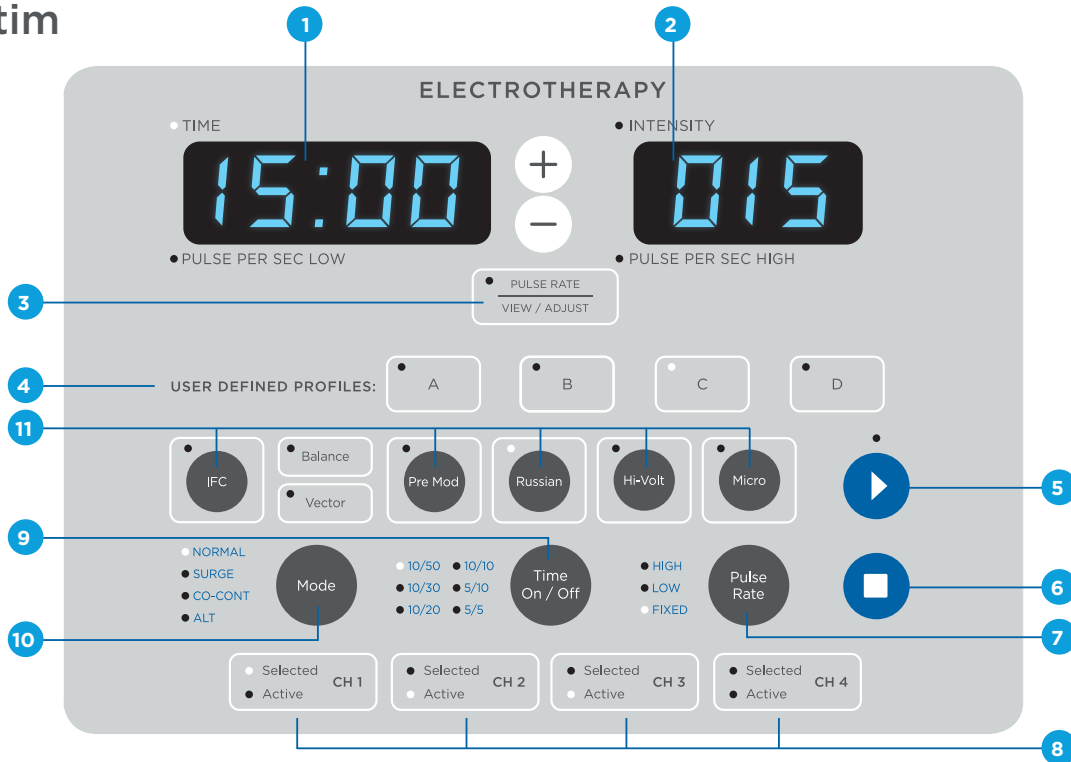 tim
1
2
ELECTROTHERAPY
TIME
INTENSITY
15:00
+
015
−
PULSE PER SEC LOW
PULSE PER SEC HIGH
3
PULSE RATE
VIEW / ADJUST
4
USER DEFINED PROFILES:
A
B
C
D
11
IFC
Balance
Vector
Pre Mod
Russian
Hi-Volt
Micro
5
9
NORMAL
SURGE
CO-CONT
ALT
Mode
10/50
10/10
10/30
5/10
10/20
5/5
Time
On / Off
HIGH
LOW
FIXED
Pulse
Rate
6
10
7
Selected
Active
CH 1
Selected
Active
CH 2
Selected
Active
CH 3
Selected
Active
CH 4
8